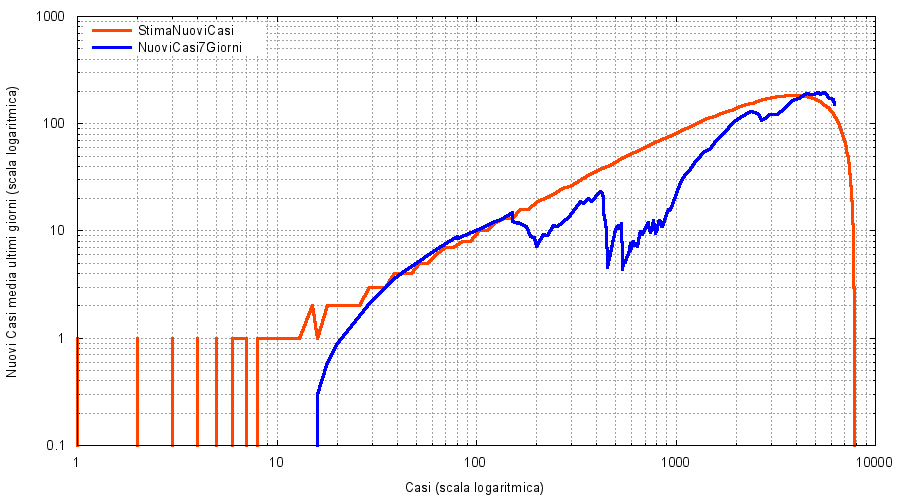 1000
StimaNuoviCasi
NuoviCasi7Giorni
100
10
1
0.1
Nuovi Casi media ultimi giorni (scala logaritmica)
1
10
100
1000
10000
Casi (scala logaritmica)